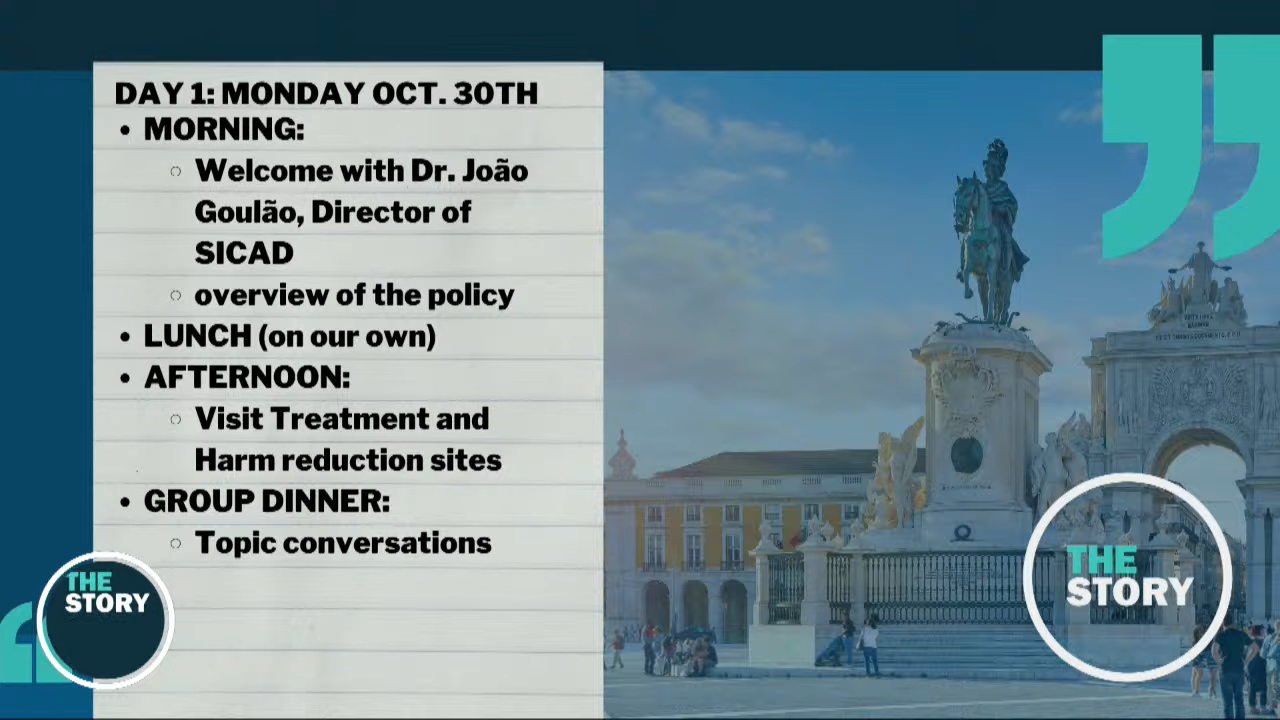 DAY 1: MONDAY OCT. 30TH
• MORNING:
○ Welcome with Dr. João
Goulão, Director of
SICAD
○ overview of the policy
• LUNCH (on our own)
• AFTERNOON:
○ Visit Treatment and
Harm reduction sites
• GROUP DINNER:
○ Topic conversations
THE
STORY
THE
STORY